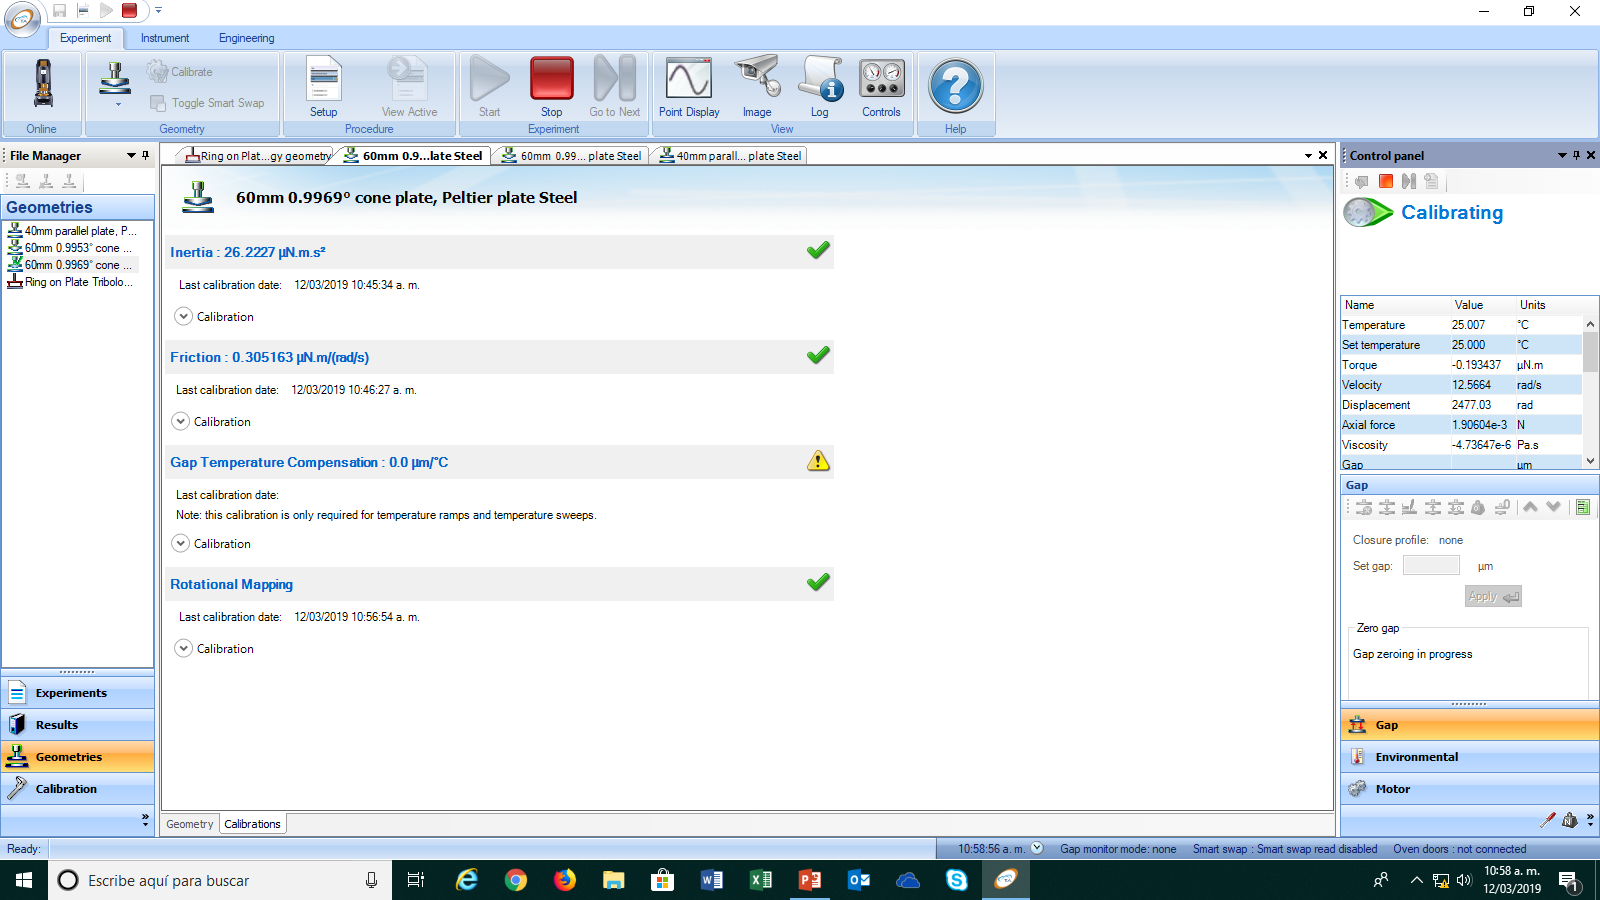 Experiment
Instrument
Engineering
Calibrate
Toggle Smart Swap
Setup
View Active
Start
Stop
Go to Next
Point Display
Image
Log
Controls
Online
Geometry
Procedure
Experiment
View
Help
File Manager
Geometries
40mm parallel plate, P...
60mm 0.9953° cone ...
60mm 0.9969° cone ...
Ring on Plate Tribolo...
Experiments
Results
Geometries
Calibration
Ring on Plat...gy geometry
60mm 0.9...late Steel
60mm 0.99... plate Steel
40mm parall... plate Steel
60mm 0.9969° cone plate, Peltier plate Steel
Inertia : 26.2227 µN.m.s²
Last calibration date: 12/03/2019 10:45:34 a. m.
Calibration
Friction : 0.305163 µN.m/(rad/s)
Last calibration date: 12/03/2019 10:46:27 a. m.
Calibration
Gap Temperature Compensation : 0.0 µm/°C
Last calibration date:
Note: this calibration is only required for temperature ramps and temperature sweeps.
Calibration
Rotational Mapping
Last calibration date: 12/03/2019 10:56:54 a. m.
Calibration
Geometry
Calibrations
Control panel
Calibrating
Name Value Units
Temperature 25.007 °C
Set temperature 25.000 °C
Torque -0.193437 µN.m
Velocity 12.5664 rad/s
Displacement 2477.03 rad
Axial force 1.90604e-3 N
Viscosity -4.73647e-6 Pa.s
Gap µm
Gap
Closure profile: none
Set gap: µm
Apply
Zero gap
Gap zeroing in progress
Gap
Environmental
Motor
Ready:
10:58:56 a. m.
Gap monitor mode: none
Smart swap : Smart swap read disabled
Oven doors : not connected
Escribe aquí para buscar
10:58 a. m.
12/03/2019
1